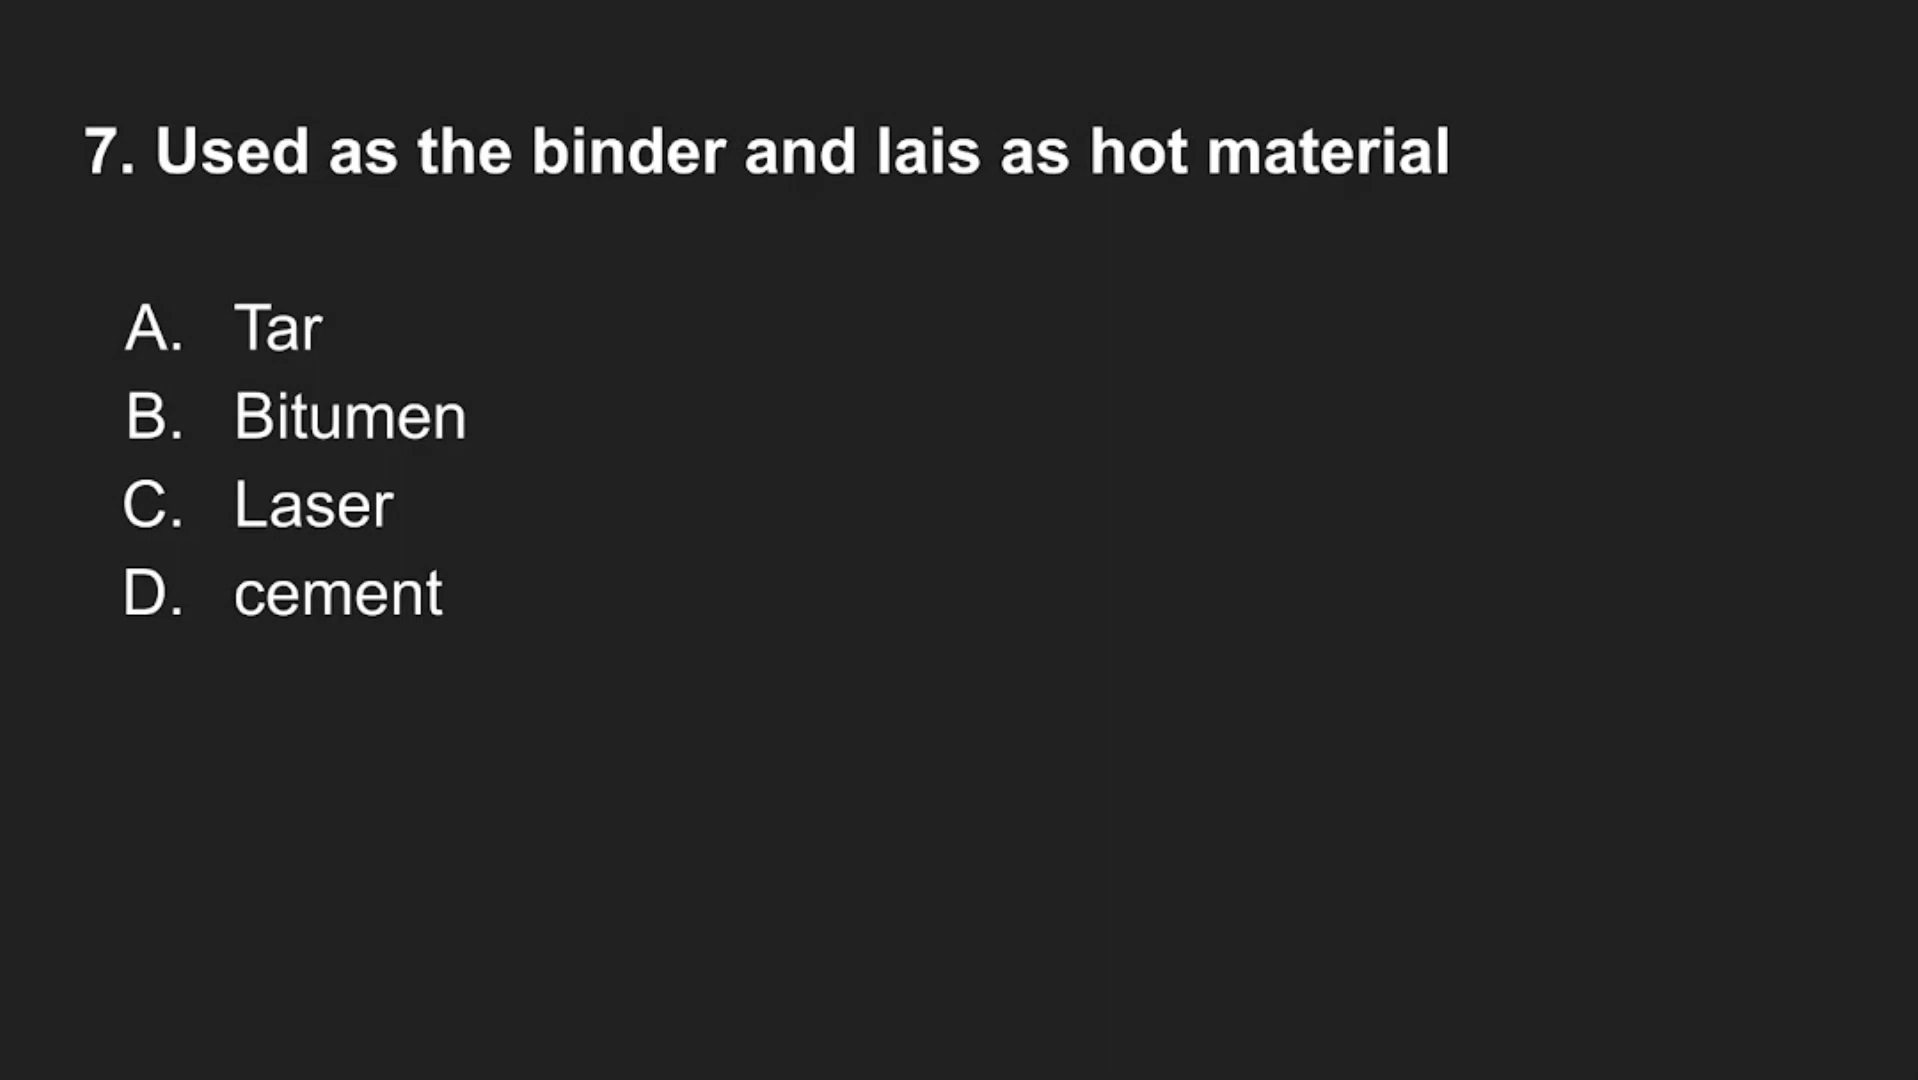 7. Used as the binder and lais as hot material
A. Tar
B. Bitumen
C. Laser
D. cement